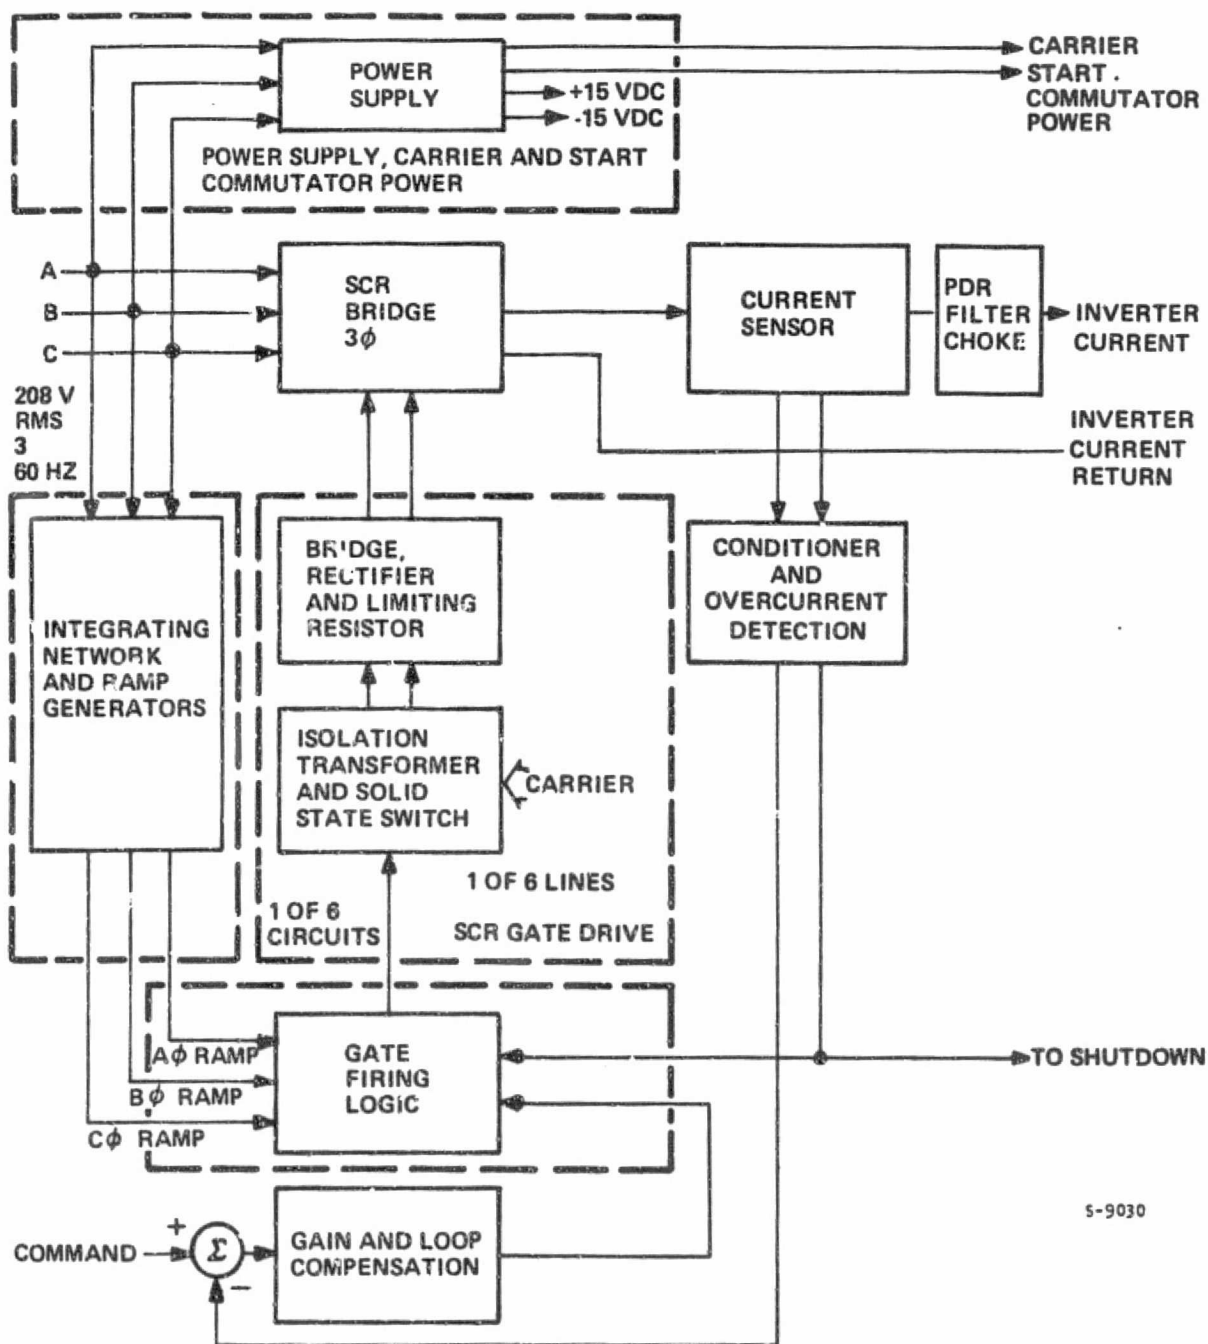 POWER
SUPPLY
CARRIER
START .
COMMUTATOR
POWER
+15 VDC
-15 VDC
POWER SUPPLY, CARRIER AND START
COMMUTATOR POWER
A
B
C
SCR
BRIDGE
3ϕ
CURRENT
SENSOR
PDR
FILTER
CHOKE
INVERTER
CURRENT
208 V
RMS
3
60 HZ
INVERTER
CURRENT
RETURN
INTEGRATING
NETWORK
AND RAMP
GENERATORS
BRIDGE,
RECTIFIER
AND LIMITING
RESISTOR
CONDITIONER
AND
OVERCURRENT
DETECTION
ISOLATION
TRANSFORMER
AND SOLID
STATE SWITCH
CARRIER
1 OF 6 LINES
1 OF 6
CIRCUITS
SCR GATE DRIVE
Aϕ RAMP
Bϕ RAMP
Cϕ RAMP
GATE
FIRING
LOGIC
TO SHUTDOWN
COMMAND
+
Σ
−
GAIN AND LOOP
COMPENSATION
S-9030